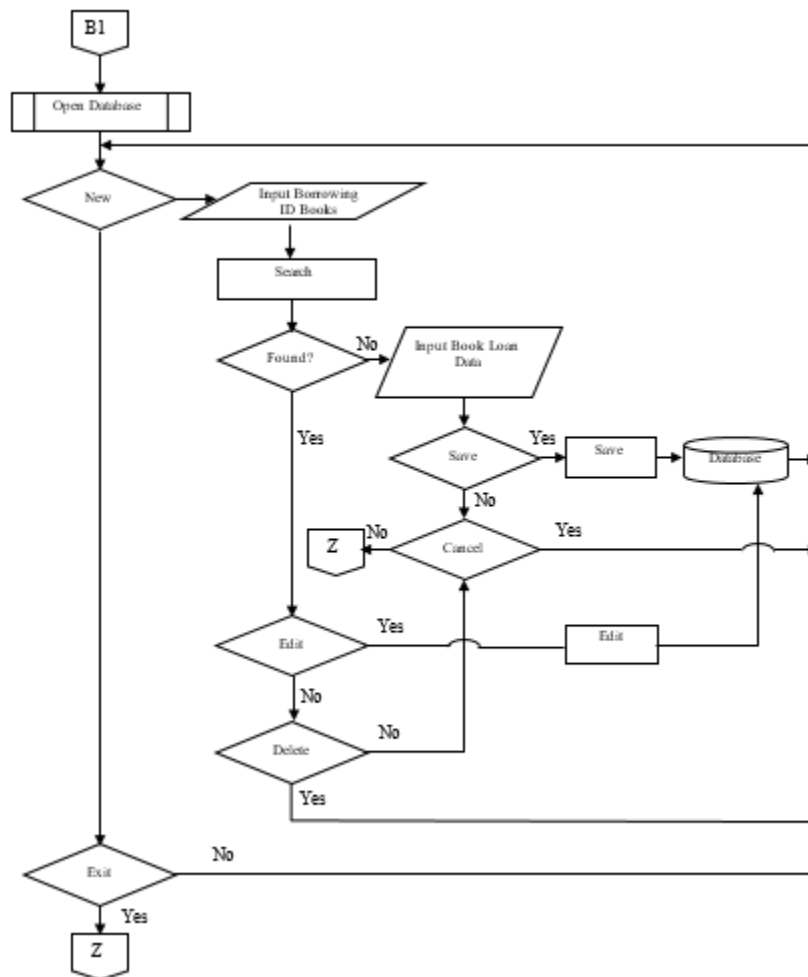 B1
Open Database
New
Input Borrowing
ID Books
Search
Found?
No
Input Book Loan
Data
Yes
Save
Yes
Save
Database
No
Z
No
Cancel
Yes
Edit
Yes
Edit
No
Delete
No
Yes
Exit
No
Yes
Z